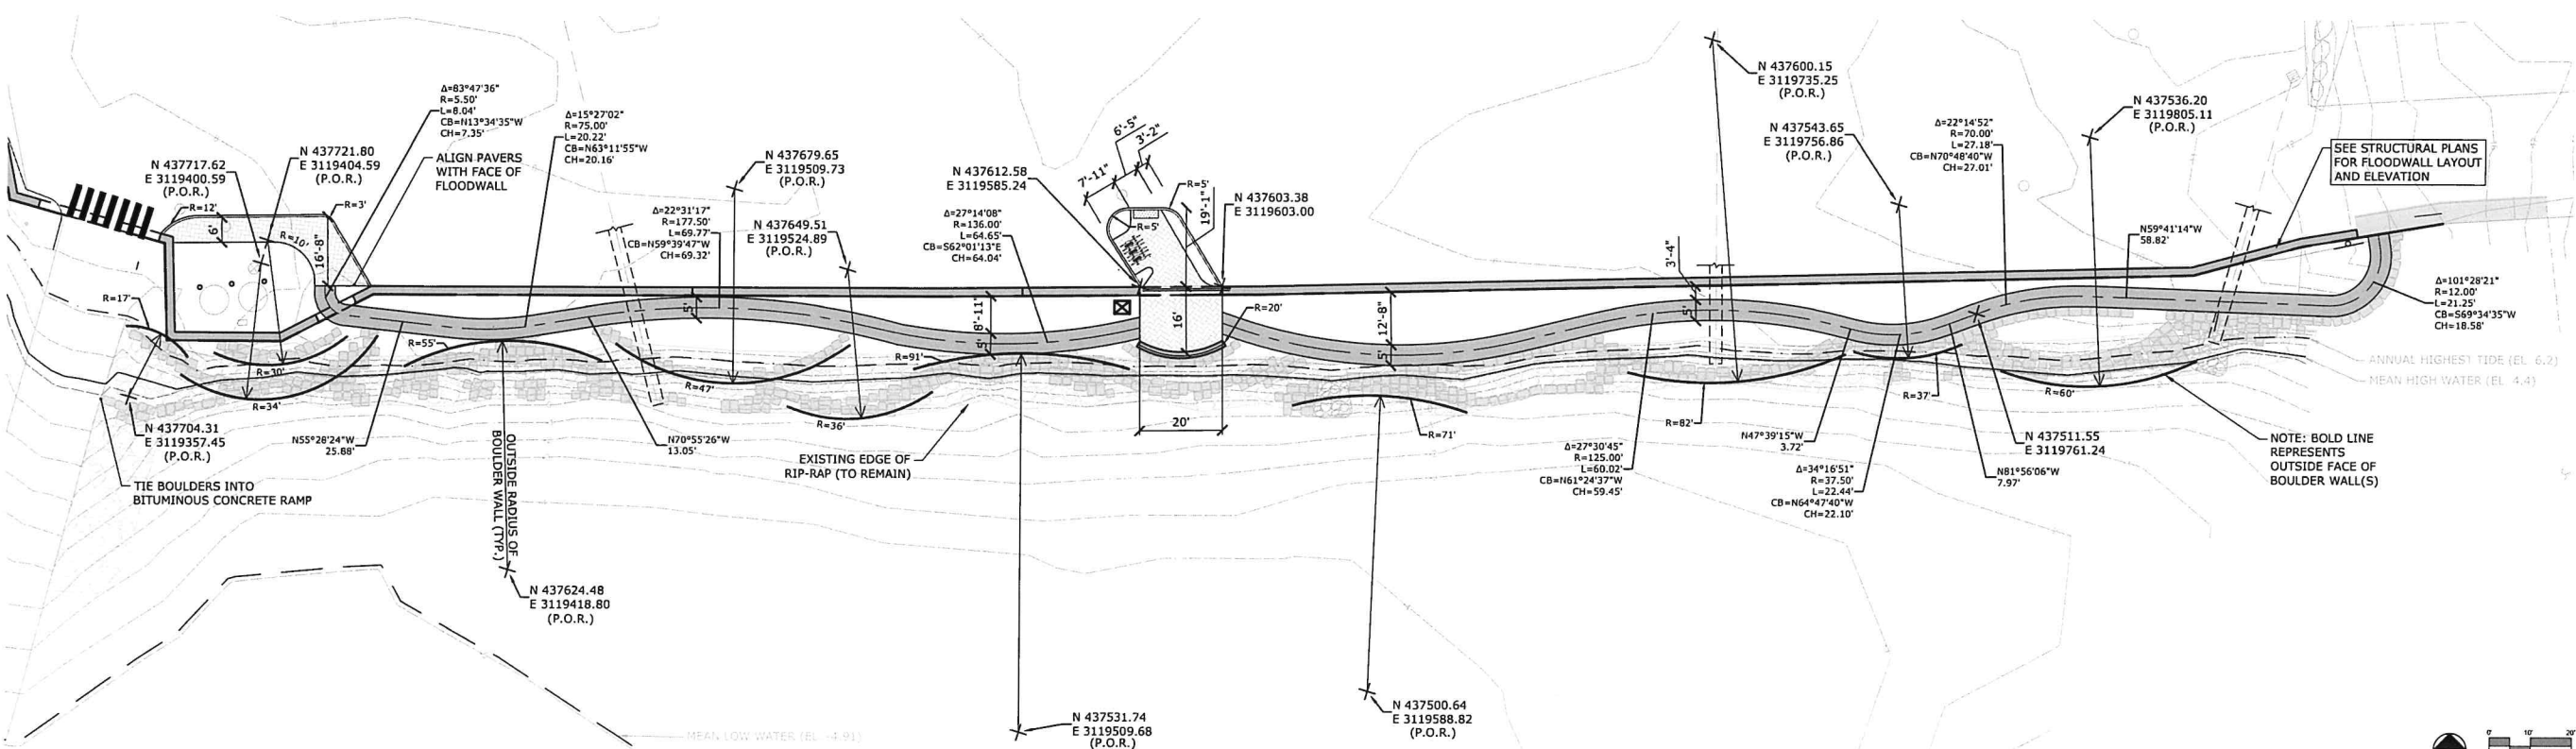 Δ=83°47'36"
R=5.50'
L=8.04'
CB=N13°34'35"W
CH=7.35'
Δ=15°27'02"
R=75.00'
L=20.22'
CB=N63°11'55"W
CH=20.16'
N 437717.62
E 3119400.59
(P.O.R.)
N 437721.80
E 3119404.59
(P.O.R.)
ALIGN PAVERS
WITH FACE OF
FLOODWALL
R=12'
6'
R=10'
16'-8"
R=3'
R=17'
R=30'
R=34'
N 437704.31
E 3119357.45
(P.O.R.)
TIE BOULDERS INTO
BITUMINOUS CONCRETE RAMP
N55°28'24"W
25.88'
R=55'
OUTSIDE RADIUS OF
BOULDER WALL (TYP.)
N 437624.48
E 3119418.80
(P.O.R.)
Δ=22°31'17"
R=177.50'
L=69.77'
CB=N59°39'47"W
CH=69.32'
N 437679.65
E 3119509.73
(P.O.R.)
N 437649.51
E 3119524.89
(P.O.R.)
5'
R=47'
N70°55'26"W
13.05'
R=36'
EXISTING EDGE OF
RIP-RAP (TO REMAIN)
Δ=27°14'08"
R=136.00'
L=64.65'
CB=S62°01'13"E
CH=64.04'
N 437612.58
E 3119585.24
7'-11"
6'-5"
3'-2"
R=5'
R=5'
19'-1"
N 437603.38
E 3119603.00
8'-11"
5'
R=91'
16'
R=20'
20'
N 437531.74
E 3119509.68
(P.O.R.)
12'-8"
5'
R=71'
N 437500.64
E 3119588.82
(P.O.R.)
N 437600.15
E 3119735.25
(P.O.R.)
3'-4"
5'
R=82'
Δ=27°30'45"
R=125.00'
L=60.02'
CB=N61°24'37"W
CH=59.45'
N 437543.65
E 3119756.86
(P.O.R.)
Δ=22°14'52"
R=70.00'
L=27.18'
CB=N70°48'40"W
CH=27.01'
N47°39'15"W
3.72'
Δ=34°16'51"
R=37.50'
L=22.44'
CB=N64°47'40"W
CH=22.10'
R=37'
N81°56'06"W
7.97'
N 437511.55
E 3119761.24
N 437536.20
E 3119805.11
(P.O.R.)
R=60'
N59°41'14"W
58.82'
SEE STRUCTURAL PLANS
FOR FLOODWALL LAYOUT
AND ELEVATION
Δ=101°28'21"
R=12.00'
L=21.25'
CB=S69°34'35"W
CH=18.58'
ANNUAL HIGHEST TIDE (EL. 6.2)
MEAN HIGH WATER (EL. 4.4)
NOTE: BOLD LINE
REPRESENTS
OUTSIDE FACE OF
BOULDER WALL(S)
MEAN LOW WATER (EL. -4.91)
0'
10'